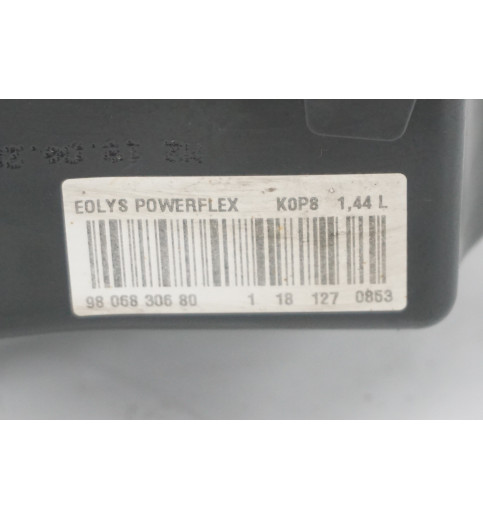 EOLYS POWERFLEX K0P8 1,44 L
98 068 306 80 1 18 127 0853